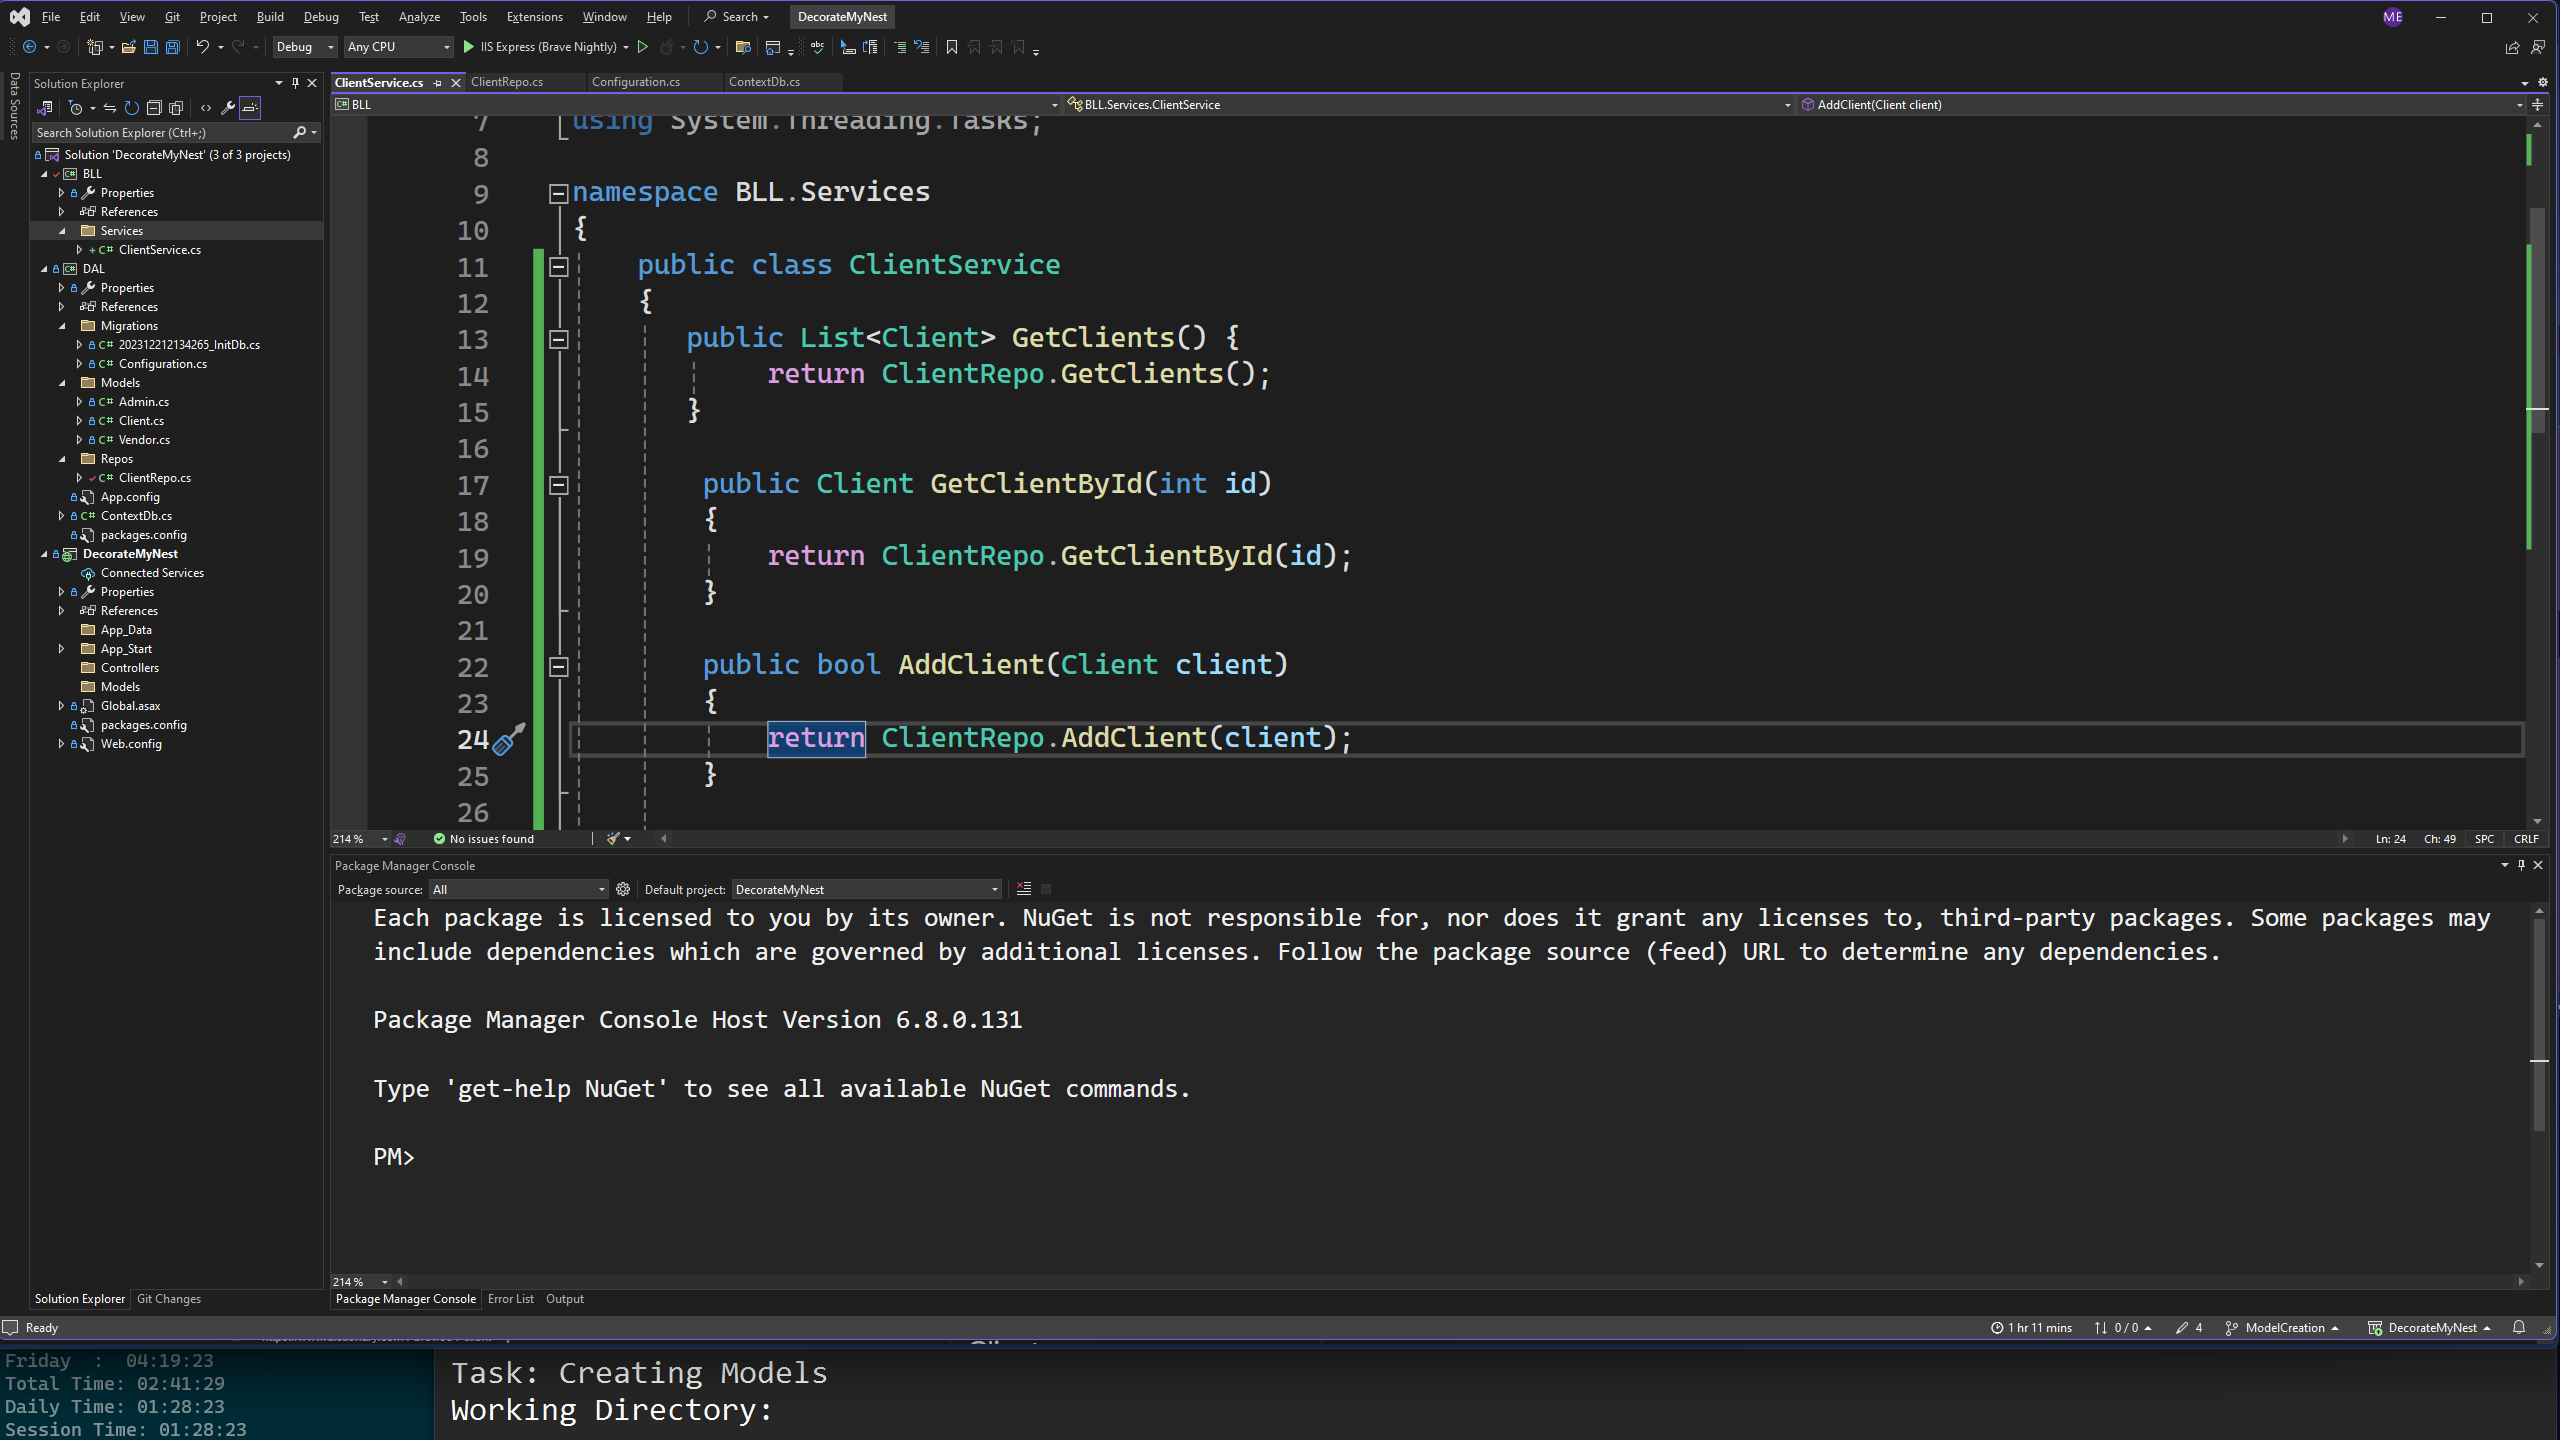 File Edit View Git Project Build Debug Test Analyze Tools Extensions Window Help Search DecorateMyNest ME
Debug Any CPU IIS Express (Brave Nightly)
Data Sources
Solution Explorer
Search Solution Explorer (Ctrl+;)
Solution 'DecorateMyNest' (3 of 3 projects)
BLL
Properties
References
Services
ClientService.cs
DAL
Properties
References
Migrations
202312212134265_InitDb.cs
Configuration.cs
Models
Admin.cs
Client.cs
Vendor.cs
Repos
ClientRepo.cs
App.config
ContextDb.cs
packages.config
DecorateMyNest
Connected Services
Properties
References
App_Data
App_Start
Controllers
Models
Global.asax
packages.config
Web.config
Solution Explorer Git Changes
ClientService.cs ClientRepo.cs Configuration.cs ContextDb.cs
BLL BLL.Services.ClientService AddClient(Client client)
7 using System.Threading.Tasks;
8
9 namespace BLL.Services
10 {
11 public class ClientService
12 {
13 public List<Client> GetClients() {
14 return ClientRepo.GetClients();
15 }
16
17 public Client GetClientById(int id)
18 {
19 return ClientRepo.GetClientById(id);
20 }
21
22 public bool AddClient(Client client)
23 {
24 return ClientRepo.AddClient(client);
25 }
26
214 % No issues found Ln: 24 Ch: 49 SPC CRLF
Package Manager Console
Package source: All Default project: DecorateMyNest
Each package is licensed to you by its owner. NuGet is not responsible for, nor does it grant any licenses to, third-party packages. Some packages may
include dependencies which are governed by additional licenses. Follow the package source (feed) URL to determine any dependencies.
Package Manager Console Host Version 6.8.0.131
Type 'get-help NuGet' to see all available NuGet commands.
PM>
214 %
Package Manager Console Error List Output
Ready 1 hr 11 mins 0 / 0 4 ModelCreation DecorateMyNest
Friday : 04:19:23
Total Time: 02:41:29
Daily Time: 01:28:23
Session Time: 01:28:23
Task: Creating Models
Working Directory: